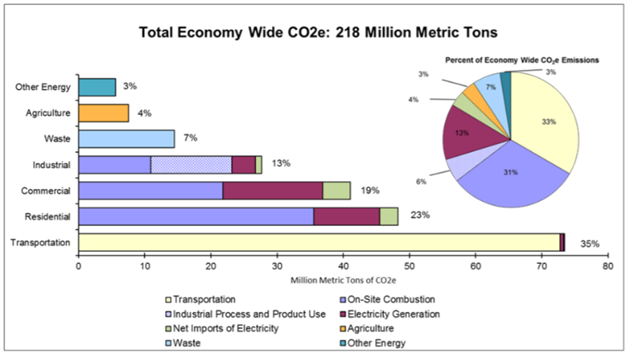 Total Economy Wide CO2e: 218 Million Metric Tons
Percent of Economy Wide CO₂e Emissions
Other Energy 3%
Agriculture 4%
Waste 7%
Industrial 13%
Commercial 19%
Residential 23%
Transportation 35%
0 10 20 30 40 50 60 70 80
Million Metric Tons of CO2e
3%
7%
3%
4%
33%
13%
6%
31%
Transportation On-Site Combustion
Industrial Process and Product Use Electricity Generation
Net Imports of Electricity Agriculture
Waste Other Energy